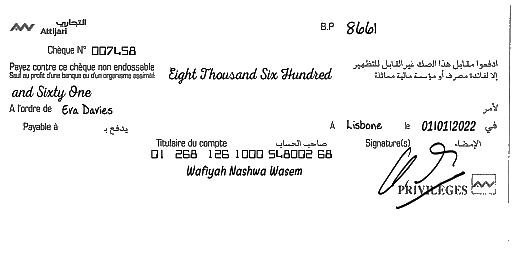 التجاري
Attijari
B.P 8661
Chèque N° 007458
Payez contre ce chèque non endossable
Sauf au profit d'une banque ou d'un organisme assimilé
Eight Thousand Six Hundred
ادفعوا مقابل هذا الصك غير القابل للتظهير
إلا لفائدة مصرف أو مؤسسة مالية مماثلة
and Sixty One
A l'ordre de Eva Davies
لأمر
Payable à يدفع بـ
A Lisbone le 01/01/2022 في
Titulaire du compte صاحب الحساب
Signature(s) الإمضاء
01 268 126 1000 548002 68
Wafiyah Nashwa Wasem
PRIVILÈGES